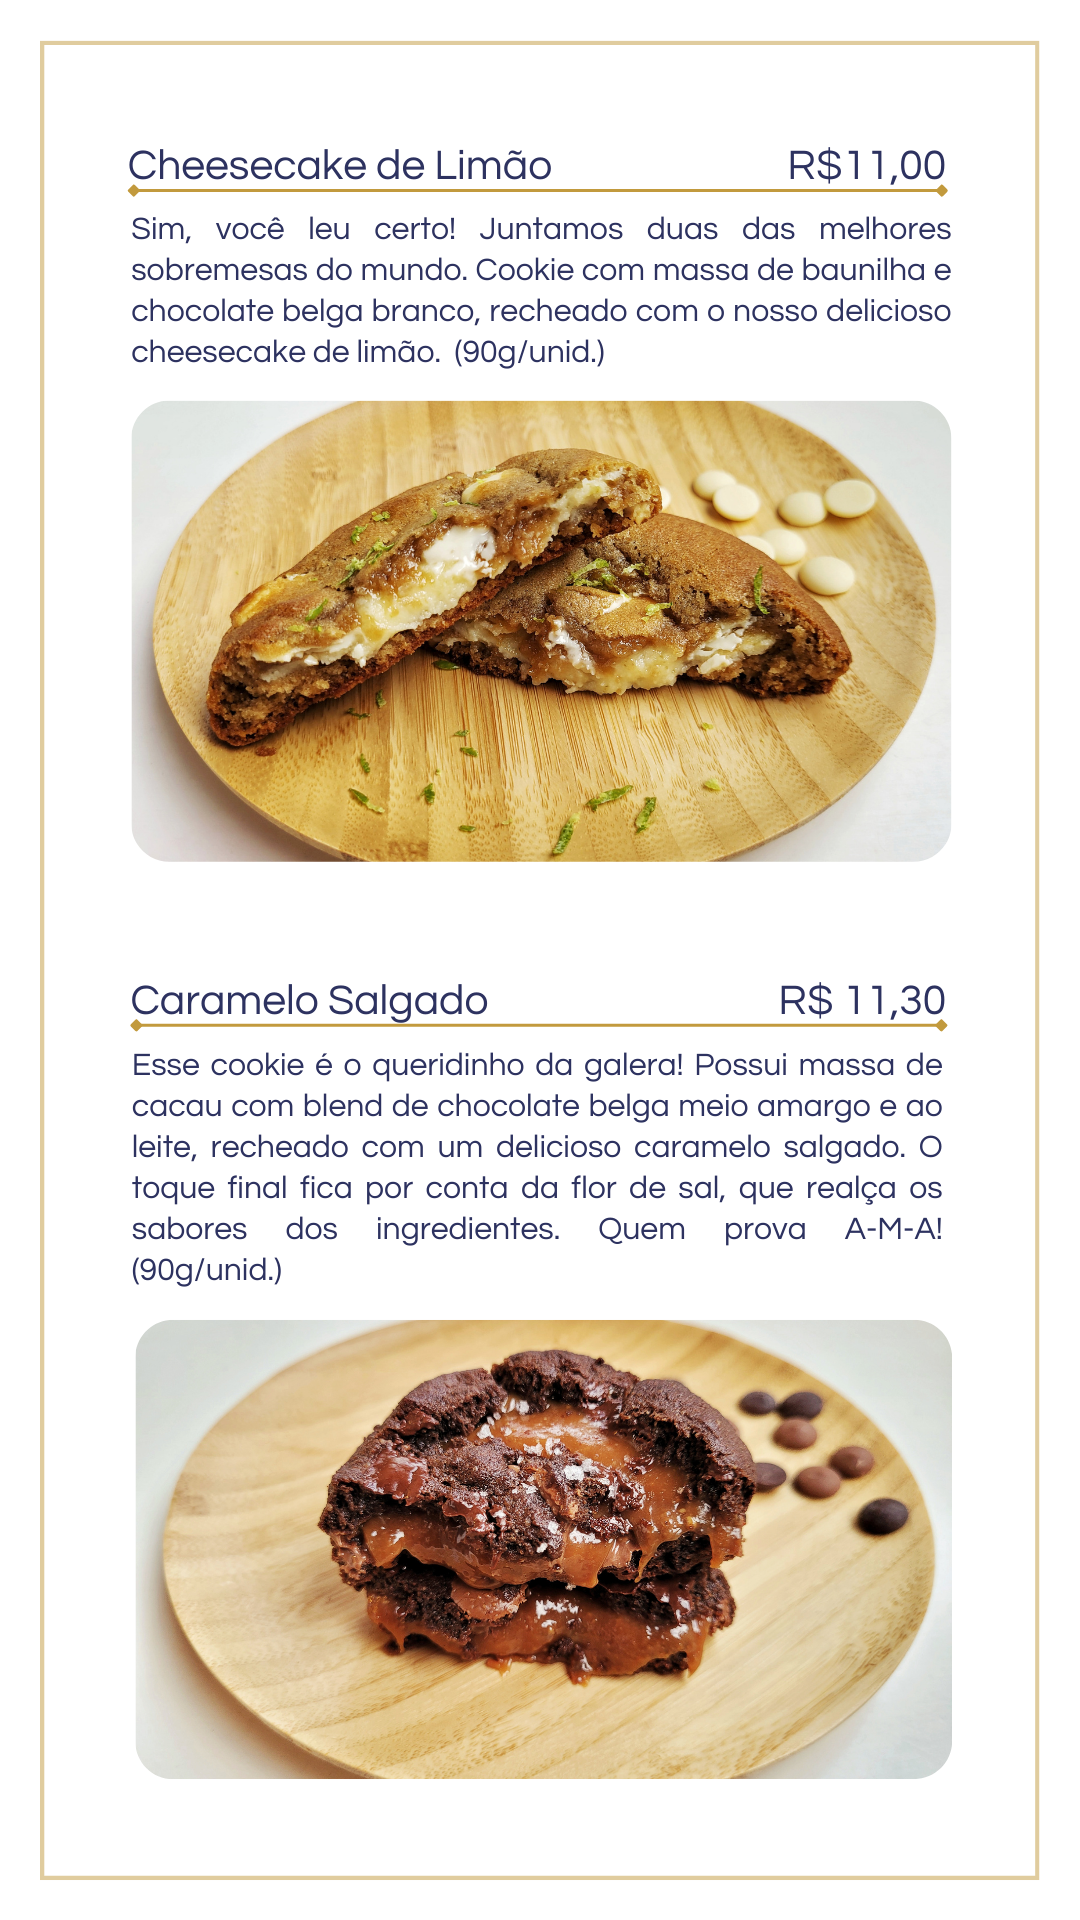 Cheesecake de Limão R$11,00
Sim, você leu certo! Juntamos duas das melhores
sobremesas do mundo. Cookie com massa de baunilha e
chocolate belga branco, recheado com o nosso delicioso
cheesecake de limão. (90g/unid.)
Caramelo Salgado R$ 11,30
Esse cookie é o queridinho da galera! Possui massa de
cacau com blend de chocolate belga meio amargo e ao
leite, recheado com um delicioso caramelo salgado. O
toque final fica por conta da flor de sal, que realça os
sabores dos ingredientes. Quem prova A-M-A!
(90g/unid.)